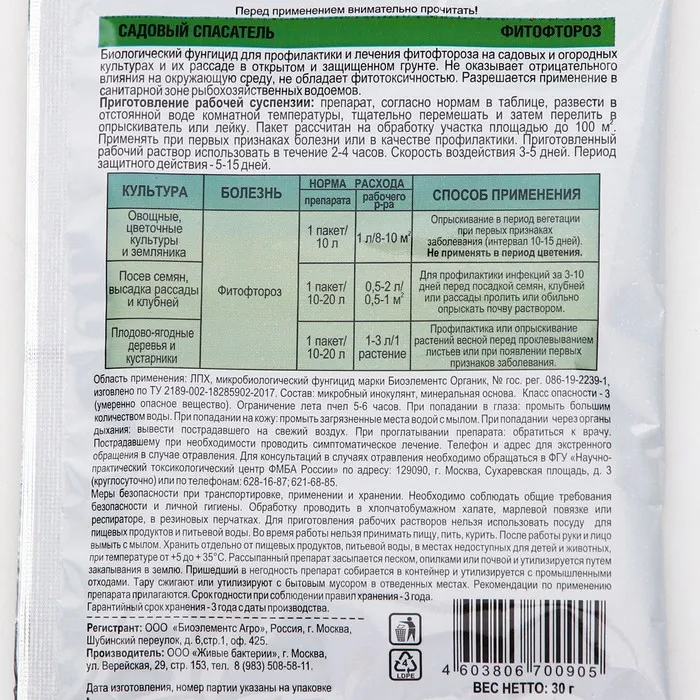 Перед применением внимательно прочитать!
САДОВЫЙ СПАСАТЕЛЬ ФИТОФТОРОЗ
Биологический фунгицид для профилактики и лечения фитофтороза на садовых и огородных
культурах и их рассаде в открытом и защищенном грунте. Не оказывает отрицательного
влияния на окружающую среду, не обладает фитотоксичностью. Разрешается применение в
санитарной зоне рыбохозяйственных водоемов.
Приготовление рабочей суспензии: препарат, согласно нормам в таблице, развести в
отстоянной воде комнатной температуры, тщательно перемешать и затем перелить в
опрыскиватель или лейку. Пакет рассчитан на обработку участка площадью до 100 м².
Применять при первых признаках болезни или в качестве профилактики. Приготовленный
рабочий раствор использовать в течение 2-4 часов. Скорость воздействия 3-5 дней. Период
защитного действия - 5-15 дней.
КУЛЬТУРА БОЛЕЗНЬ НОРМА РАСХОДА СПОСОБ ПРИМЕНЕНИЯ
препарата рабочего р-ра
Овощные,
цветочные
культуры
и земляника
1 пакет/
10 л
1 л/8-10 м²
Опрыскивание в период вегетации
при первых признаках
заболевания (интервал 10-15 дней).
Не применять в период цветения.
Посев семян,
высадка рассады
и клубней
Фитофтороз
1 пакет/
10-20 л
0,5-2 л/
0,5-1 м²
Для профилактики инфекций за 3-10
дней перед посадкой семян, клубней
или рассады пролить или обильно
опрыскать почву раствором.
Плодово-ягодные
деревья и
кустарники
1 пакет/
10-20 л
1-3 л/1
растение
Профилактика или опрыскивание
растений весной перед проклевыванием
листьев или при появлении первых
признаков заболевания.
Область применения: ЛПХ, микробиологический фунгицид марки Биоэлементс Органик, № гос. рег. 086-19-2239-1,
изговлено по ТУ 2189-002-18285902-2017. Состав: микробный инокулянт, минеральная основа. Класс опасности - 3
(умеренно опасное вещество). Ограничение лета пчел 5-6 часов. При попадании в глаза: промыть большим
количеством воды. При попадании на кожу: промыть загрязненные места водой с мылом. При попадании через органы
дыхания: вывести пострадавшего на свежий воздух. При проглатывании препарата: обратиться к врачу.
Пострадавшему при необходимости проводить симптоматическое лечение. Телефон и адрес для экстренного
обращения в случае отравления. Для консультаций в случаях отравления необходимо обращаться в ФГУ «Научно-
практический токсикологический центр ФМБА России» по адресу: 129090, г. Москва, Сухаревская площадь, д. 3
(круглосуточно) или по телефонам: 628-16-87; 621-68-85.
Меры безопасности при транспортировке, применении и хранении. Необходимо соблюдать общие требования
безопасности и личной гигиены. Обработку проводить в хлопчатобумажном халате, марлевой повязке или
респираторе, в резиновых перчатках. Для приготовления рабочих растворов нельзя использовать посуду для
пищевых продуктов и питьевой воды. Во время работы нельзя принимать пищу, пить, курить. После работы руки и лицо
вымыть с мылом. Хранить отдельно от пищевых продуктов, питьевой воды, в местах недоступных для детей и животных,
при температуре от +5 до + 35°С. Рассыпанный препарат засыпается песком, опилками или почвой и утилизируется путем
закапывания в землю. Пришедший в негодность препарат собирается в контейнер и утилизируется с промышленными
отходами. Тару сжигают или утилизируют с бытовым мусором в отведенных местах. Рекомендации по применению
препарата прилагаются. Срок годности при соблюдении правил хранения - 3 года.
Гарантийный срок хранения - 3 года с даты производства.
Регистрант: ООО «Биоэлементс Агро», Россия, г. Москва,
Шубинский переулок, д. 6,стр.1, оф. 425.
Производитель: ООО «Живые бактерии», г. Москва,
ул. Верейская, 29, стр. 153, тел. 8 (983) 508-58-11.
Дата изготовления, номер партии указаны на упаковке
4
LDPE
4 603806 700905
ВЕС НЕТТО: 30 г